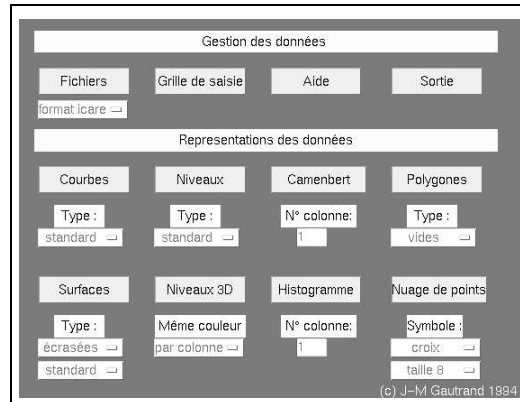 Gestion des données
Fichiers Grille de saisie Aide Sortie
format icare
Representations des données
Courbes Niveaux Camenbert Polygones
Type : Type : N° colonne: Type :
standard standard 1 vides
Surfaces Niveaux 3D Histogramme Nuage de points
Type : Même couleur N° colonne: Symbole :
écrasées par colonne 1 croix
standard taille 8
(c) J-M Gautrand 1994